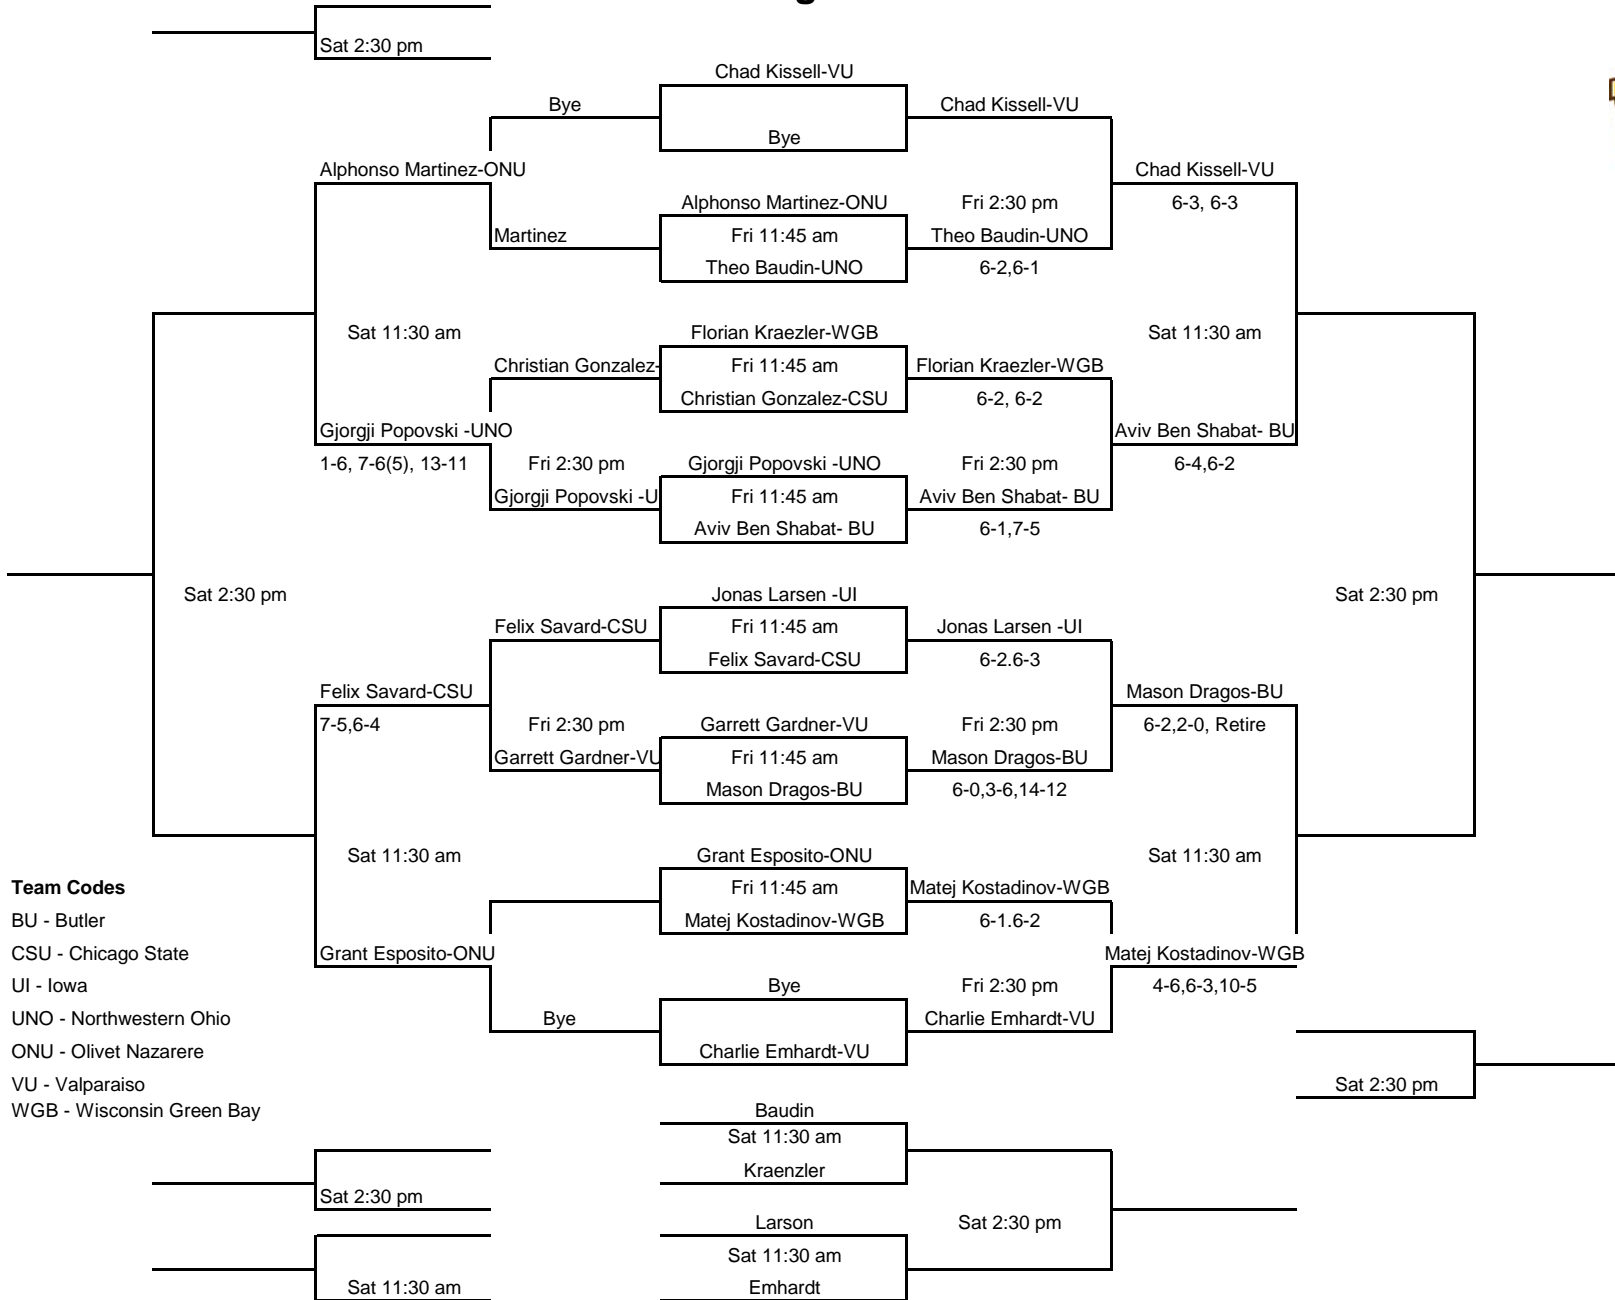 g
Sat 2:30 pm
Chad Kissell-VU
Bye
Chad Kissell-VU
Bye
Alphonso Martinez-ONU
Chad Kissell-VU
Alphonso Martinez-ONU
Fri 2:30 pm
6-3, 6-3
Martinez
Fri 11:45 am
Theo Baudin-UNO
Theo Baudin-UNO
6-2,6-1
Sat 11:30 am
Florian Kraezler-WGB
Sat 11:30 am
Christian Gonzalez-
Fri 11:45 am
Florian Kraezler-WGB
Christian Gonzalez-CSU
6-2, 6-2
Gjorgji Popovski -UNO
Aviv Ben Shabat- BU
1-6, 7-6(5), 13-11
Fri 2:30 pm
Gjorgji Popovski -UNO
Fri 2:30 pm
6-4,6-2
Gjorgji Popovski -U
Fri 11:45 am
Aviv Ben Shabat- BU
Aviv Ben Shabat- BU
6-1,7-5
Sat 2:30 pm
Jonas Larsen -UI
Sat 2:30 pm
Felix Savard-CSU
Fri 11:45 am
Jonas Larsen -UI
Felix Savard-CSU
6-2.6-3
Felix Savard-CSU
Mason Dragos-BU
7-5,6-4
Fri 2:30 pm
Garrett Gardner-VU
Fri 2:30 pm
6-2,2-0, Retire
Garrett Gardner-VU
Fri 11:45 am
Mason Dragos-BU
Mason Dragos-BU
6-0,3-6,14-12
Sat 11:30 am
Grant Esposito-ONU
Sat 11:30 am
Team Codes
Fri 11:45 am
Matej Kostadinov-WGB
BU - Butler
Matej Kostadinov-WGB
6-1.6-2
CSU - Chicago State
Grant Esposito-ONU
Matej Kostadinov-WGB
UI - Iowa
Bye
Fri 2:30 pm
4-6,6-3,10-5
UNO - Northwestern Ohio
Bye
Charlie Emhardt-VU
ONU - Olivet Nazarere
Charlie Emhardt-VU
VU - Valparaiso
Sat 2:30 pm
WGB - Wisconsin Green Bay
Baudin
Sat 11:30 am
Kraenzler
Sat 2:30 pm
Larson
Sat 2:30 pm
Sat 11:30 am
Sat 11:30 am
Emhardt